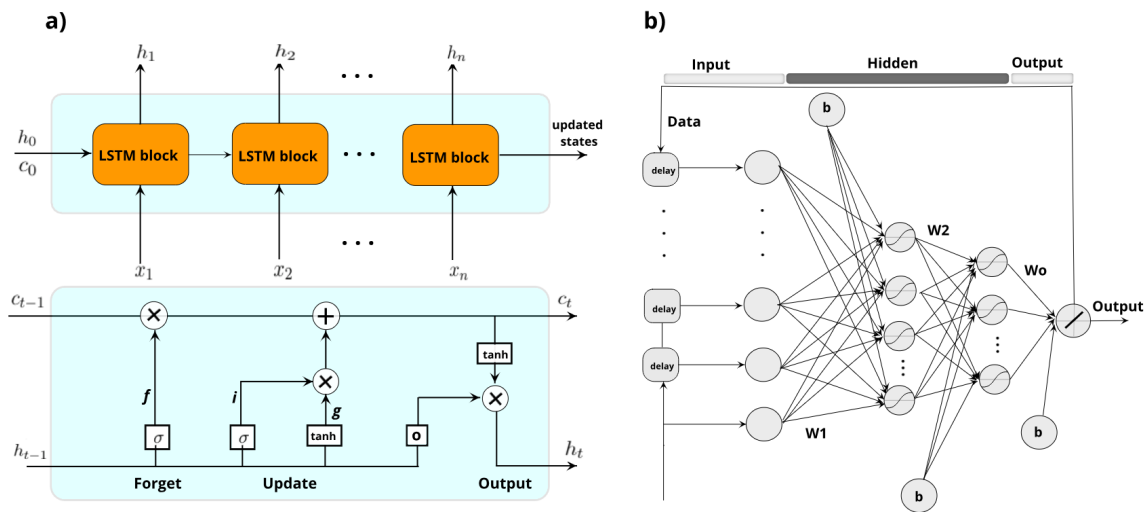 a)
h₁
h₂
. . .
hₙ
h₀
c₀
LSTM block
LSTM block
. . .
LSTM block
updated
states
x₁
x₂
. . .
xₙ
cₜ₋₁
×
+
cₜ
tanh
f
i
×
g
×
σ
σ
tanh
o
hₜ₋₁
hₜ
Forget
Update
Output
b)
Input
Hidden
Output
b
Data
delay
W2
Wo
delay
Output
delay
W1
b
b